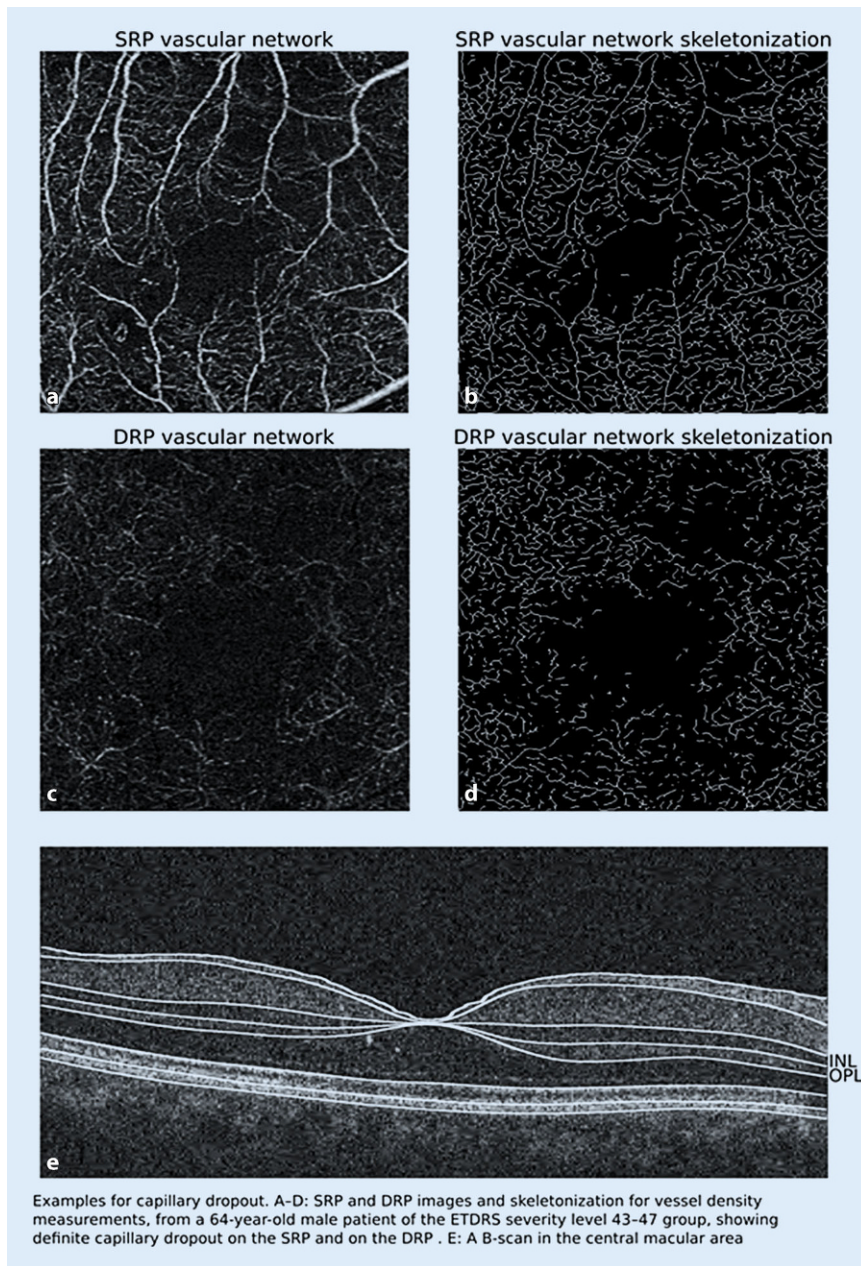 SRP vascular network
SRP vascular network skeletonization
a
b
DRP vascular network
DRP vascular network skeletonization
c
d
INL
OPL
e
Examples for capillary dropout. A–D: SRP and DRP images and skeletonization for vessel density
measurements, from a 64-year-old male patient of the ETDRS severity level 43–47 group, showing
definite capillary dropout on the SRP and on the DRP . E: A B-scan in the central macular area